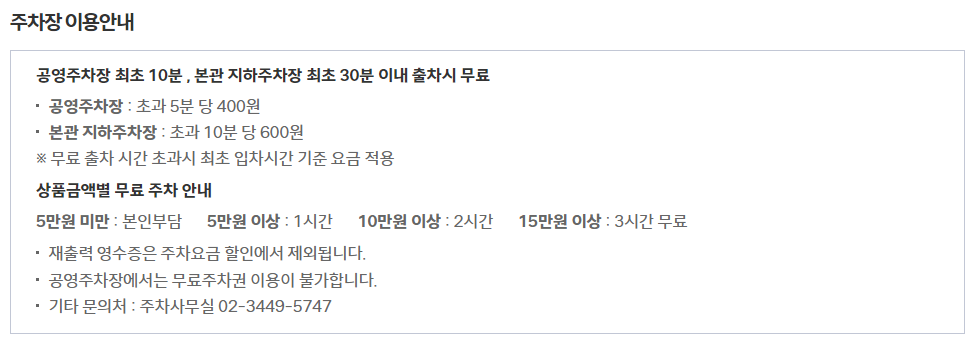 주차장 이용안내
공영주차장 최초 10분 , 본관 지하주차장 최초 30분 이내 출차시 무료
· 공영주차장 : 초과 5분 당 400원
· 본관 지하주차장 : 초과 10분 당 600원
※ 무료 출차 시간 초과시 최초 입차시간 기준 요금 적용
상품금액별 무료 주차 안내
5만원 미만 : 본인부담 5만원 이상 : 1시간 10만원 이상 : 2시간 15만원 이상 : 3시간 무료
· 재출력 영수증은 주차요금 할인에서 제외됩니다.
· 공영주차장에서는 무료주차권 이용이 불가합니다.
· 기타 문의처 : 주차사무실 02-3449-5747